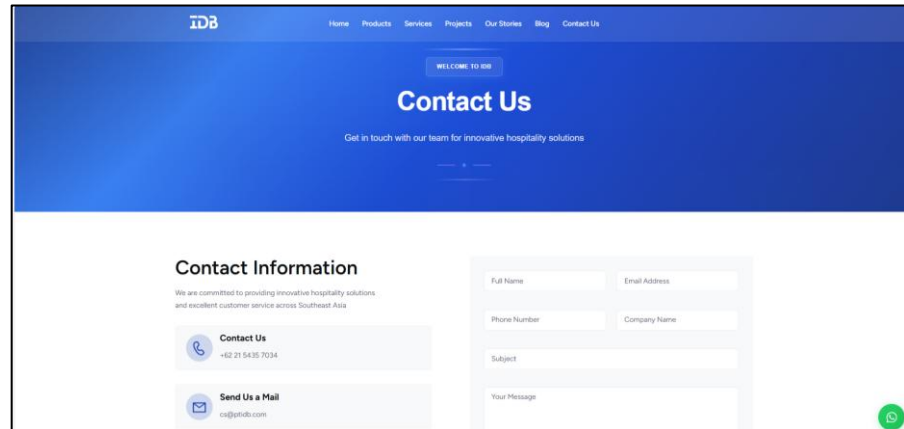 IDB
Home Products Services Projects Our Stories Blog Contact Us
WELCOME TO IDB
Contact Us
Get in touch with our team for innovative hospitality solutions
Contact Information
We are committed to providing innovative hospitality solutions
and excellent customer service across Southeast Asia
Contact Us
+62 21 5435 7034
Send Us a Mail
cs@ptidb.com
Full Name
Email Address
Phone Number
Company Name
Subject
Your Message